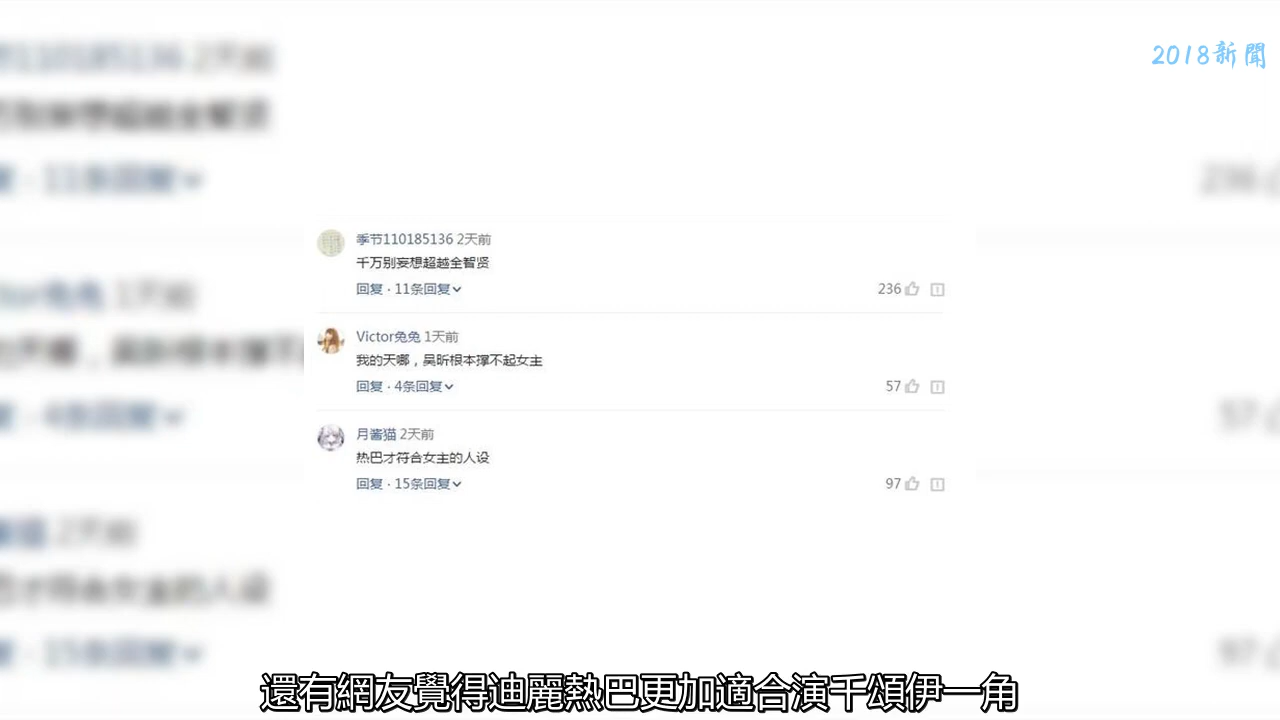 2018新聞
季节110185136 2天前
千万别妄想超越全智贤
回复 · 11条回复
236
Victor兔兔 1天前
我的天哪，吴昕根本撑不起女主
回复 · 4条回复
57
月酱猫 2天前
热巴才符合女主的人设
回复 · 15条回复
97
還有網友覺得迪麗熱巴更加適合演千頌伊一角